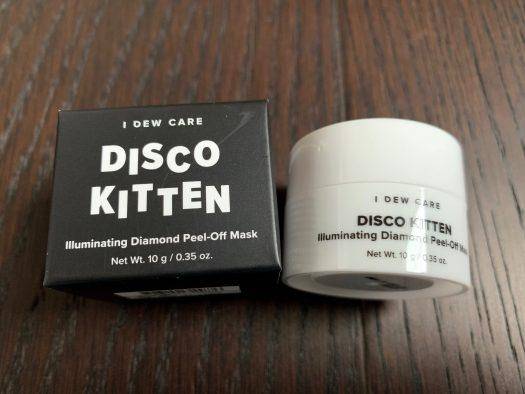 I DEW CARE
DISCO
KITTEN
Illuminating Diamond Peel-Off Mask
Net Wt. 10 g / 0.35 oz.
I DEW CARE
DISCO KITTEN
Illuminating Diamond Peel-Off Mask
Net Wt. 10 g / 0.35 oz.